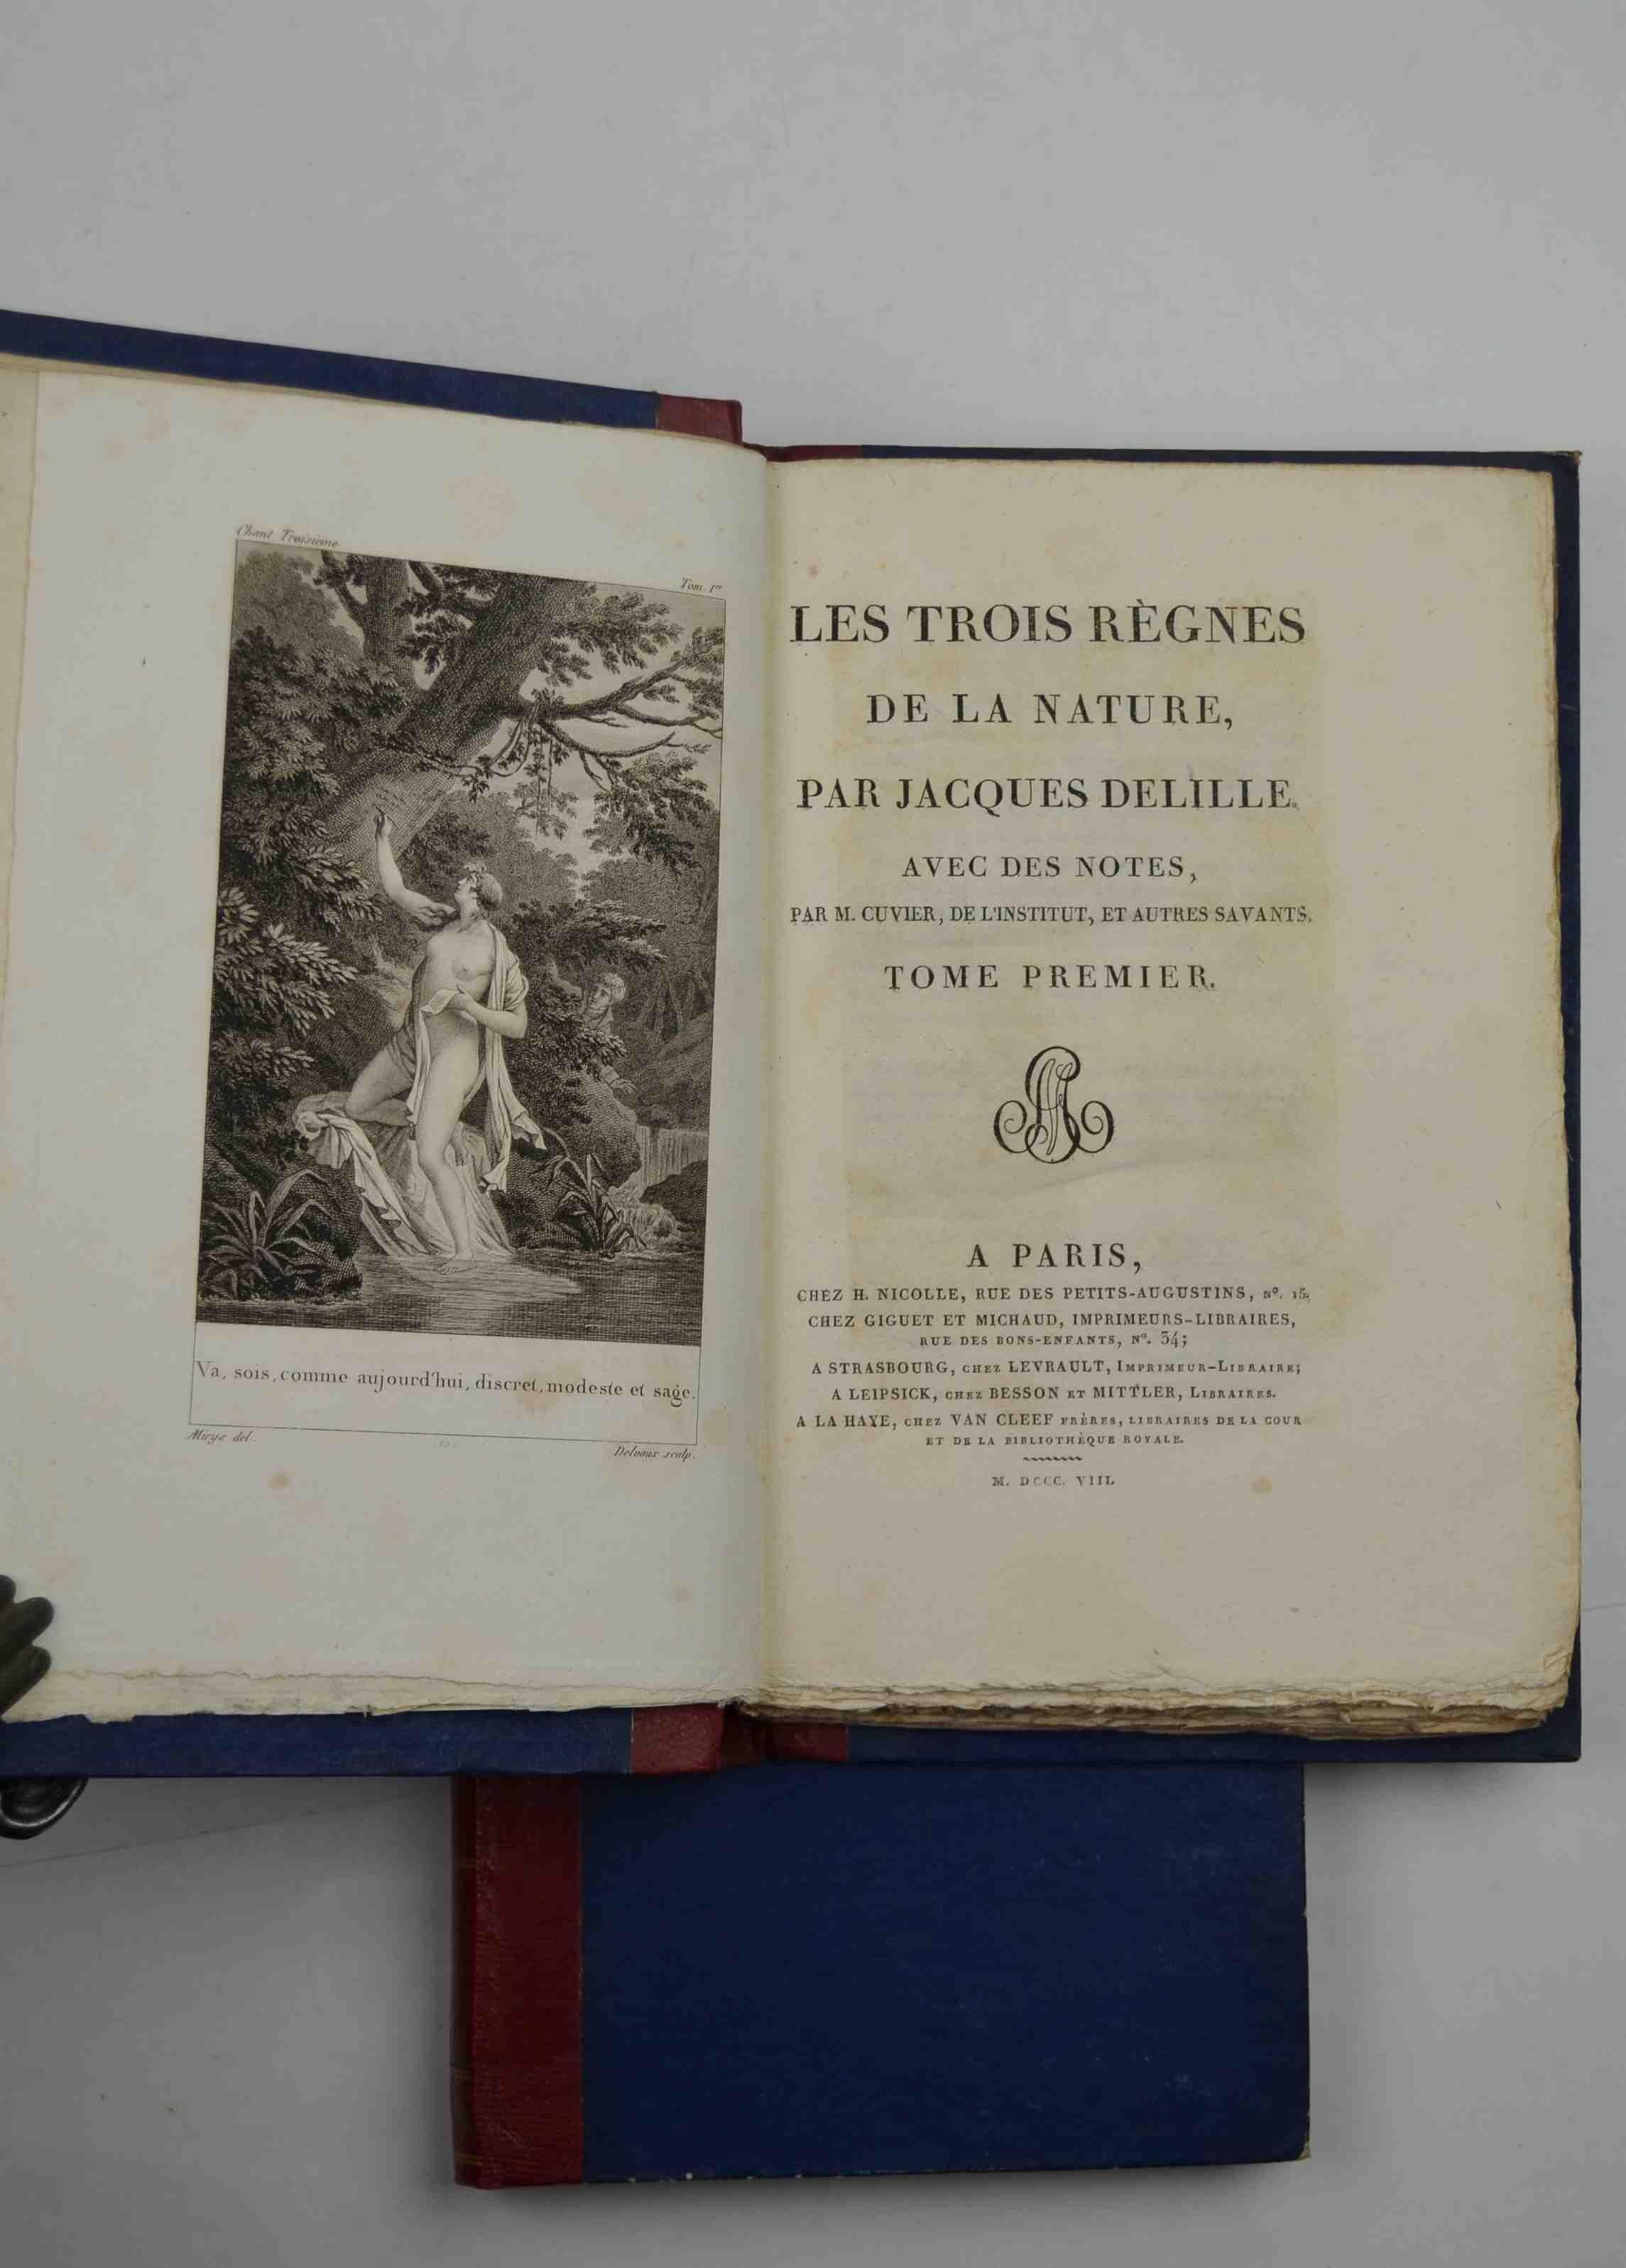 Chant Troisieme
Tom. 1er
Va, sois, comme aujourd'hui, discret, modeste et sage.
Mirys del.
Delvaux sculp.
LES TROIS RÈGNES
DE LA NATURE,
PAR JACQUES DELILLE.
AVEC DES NOTES,
PAR M. CUVIER, DE L'INSTITUT, ET AUTRES SAVANTS.
TOME PREMIER.
A PARIS,
CHEZ H. NICOLLE, RUE DES PETITS-AUGUSTINS, No. 15.
CHEZ GIGUET ET MICHAUD, IMPRIMEURS-LIBRAIRES,
RUE DES BONS-ENFANTS, No. 34;
A STRASBOURG, CHEZ LEVRAULT, IMPRIMEUR-LIBRAIRE;
A LEIPSICK, CHEZ BESSON ET MITTLER, LIBRAIRES.
A LA HAYE, CHEZ VAN CLEEF FRÈRES, LIBRAIRES DE LA COUR
ET DE LA BIBLIOTHÈQUE ROYALE.
M. DCCC. VIII.